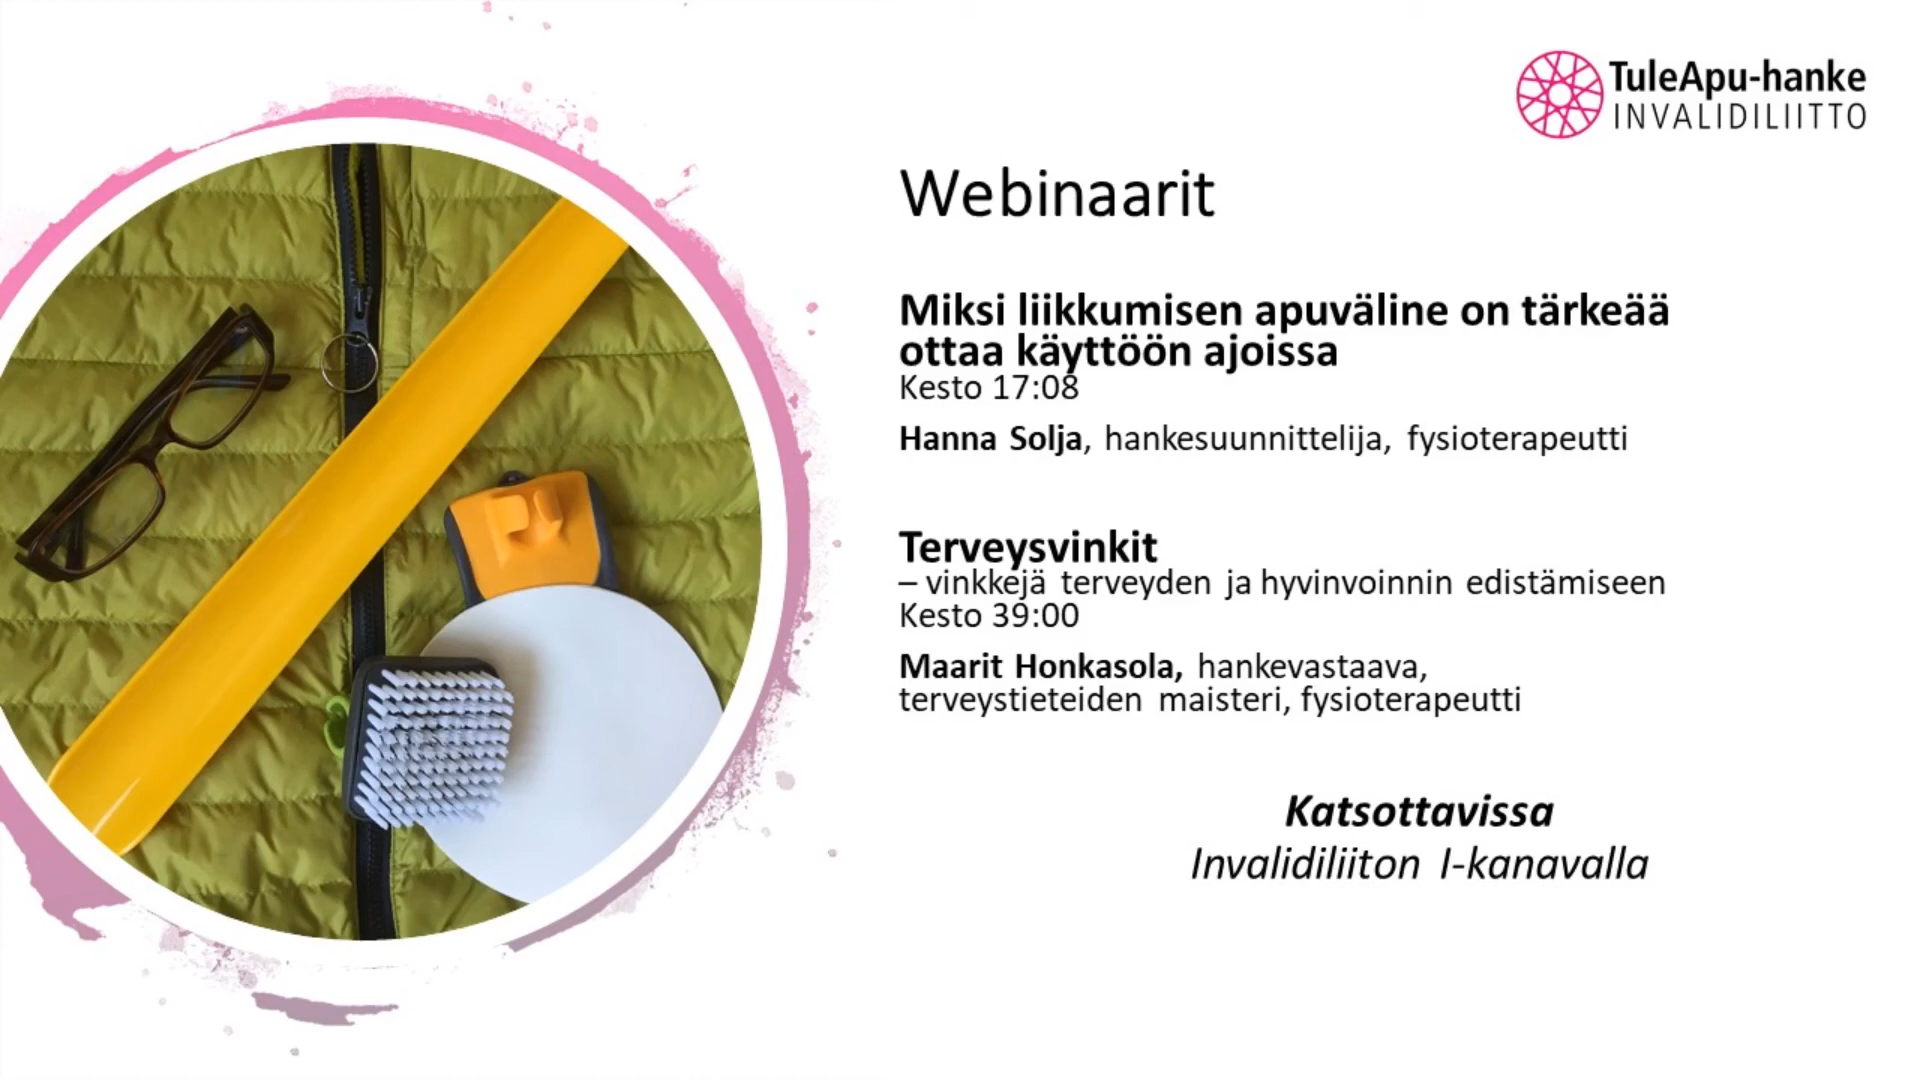 TuleApu-hanke
INVALIDILIITTO
Webinaarit
Miksi liikkumisen apuväline on tärkeää
ottaa käyttöön ajoissa
Kesto 17:08
Hanna Solja, hankesuunnittelija, fysioterapeutti
Terveysvinkit
– vinkkejä terveyden ja hyvinvoinnin edistämiseen
Kesto 39:00
Maarit Honkasola, hankevastaava,
terveystieteiden maisteri, fysioterapeutti
Katsottavissa
Invalidiliiton I-kanavalla